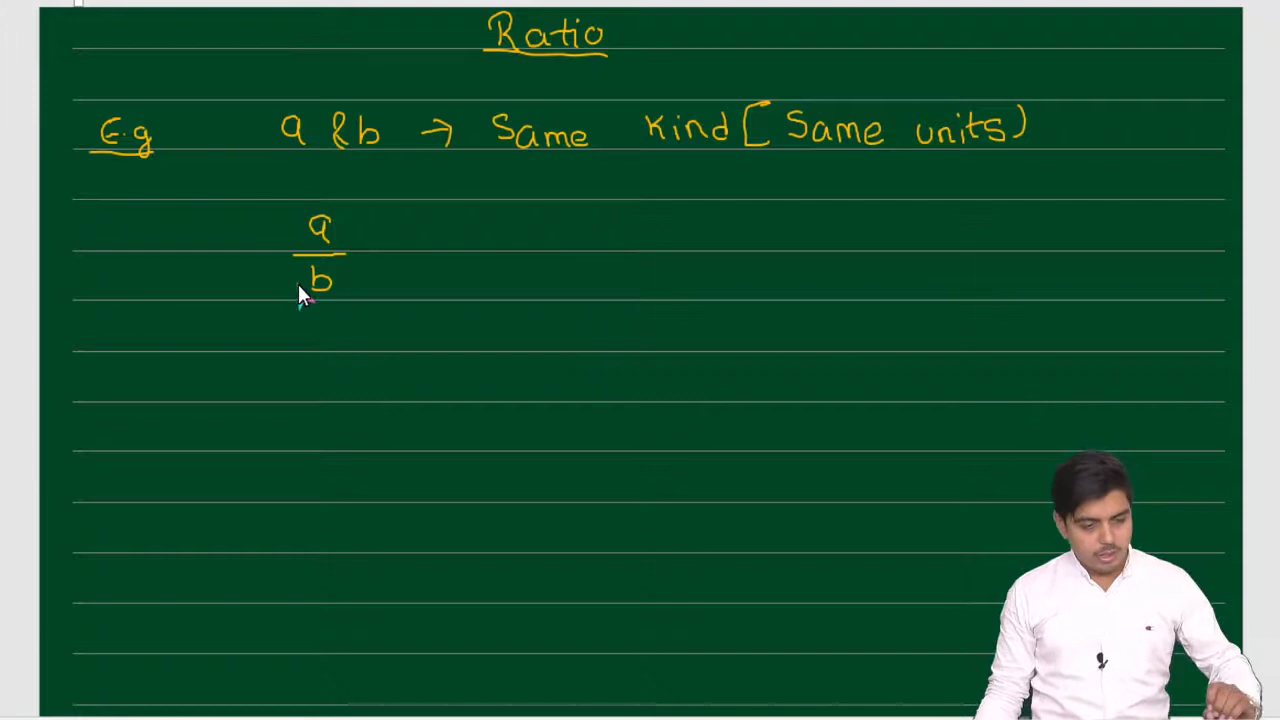 Ratio
E.g a & b → Same Kind [Same units)
a
b